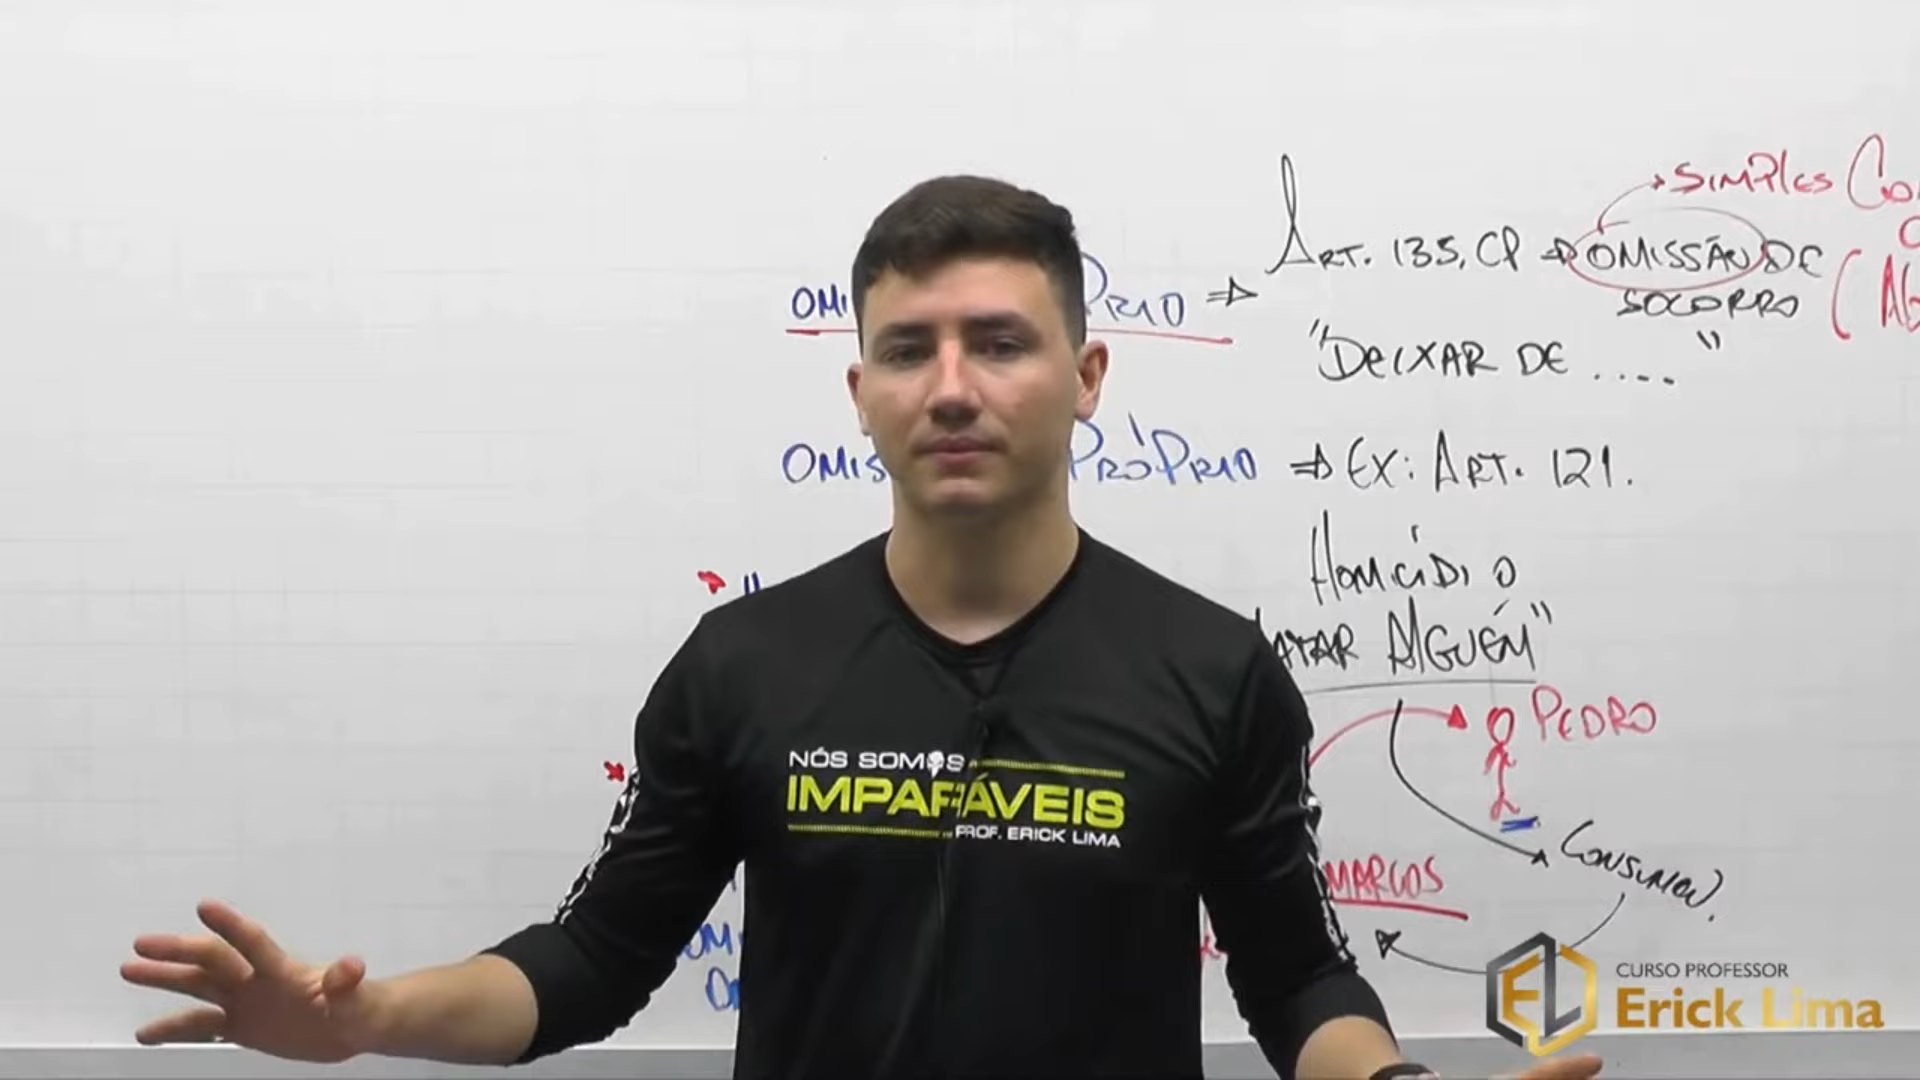 SIMPLES
ART. 135, CP ⇒ OMISSÃO DE
SOCORRO
"DEIXAR DE .... "
PRÓPRIO ⇒ EX: ART. 121.
HOMICÍDIO
ALGUÉM"
PEDRO
CONSUMOU?
MARCOS
NÓS SOMOS
IMPARÁVEIS
PROF. ERICK LIMA
CURSO PROFESSOR
Erick Lima